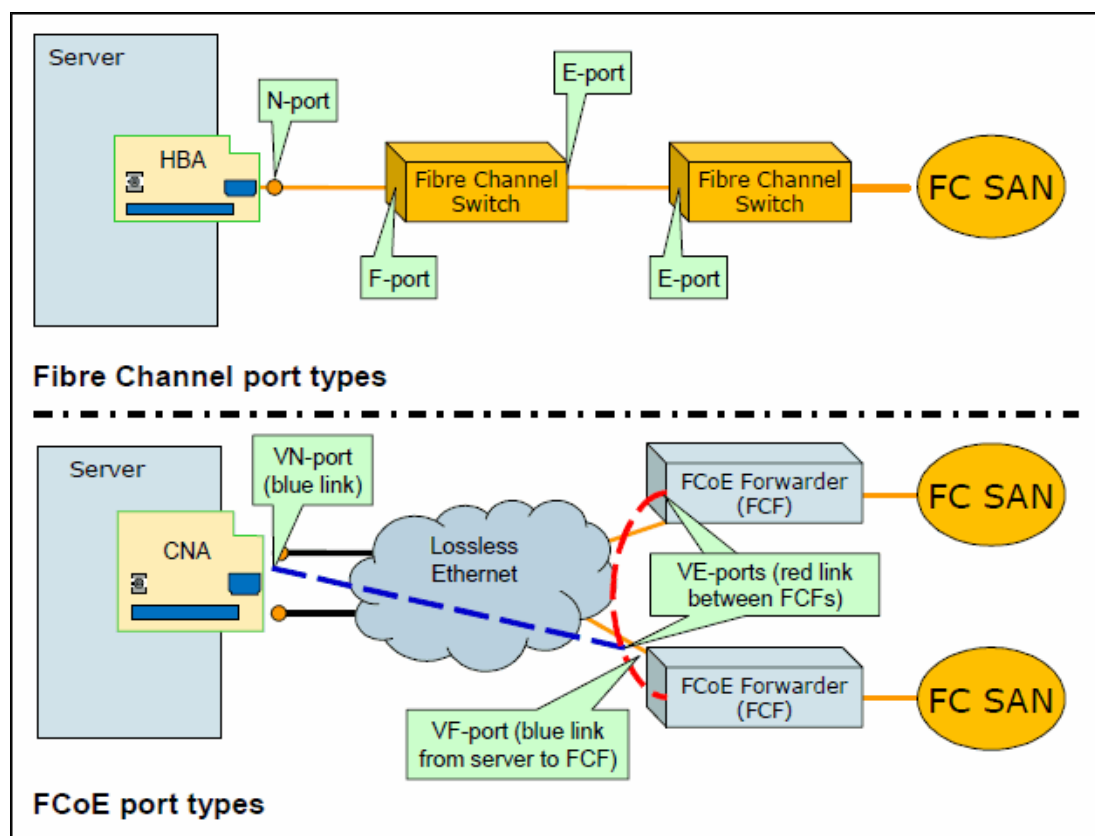 Server
HBA
N-port
E-port
Fibre Channel
Switch
F-port
Fibre Channel
Switch
E-port
FC SAN
Fibre Channel port types
Server
CNA
VN-port
(blue link)
Lossless
Ethernet
FCoE Forwarder
(FCF)
FC SAN
VE-ports (red link
between FCFs)
FCoE Forwarder
(FCF)
FC SAN
VF-port (blue link
from server to FCF)
FCoE port types